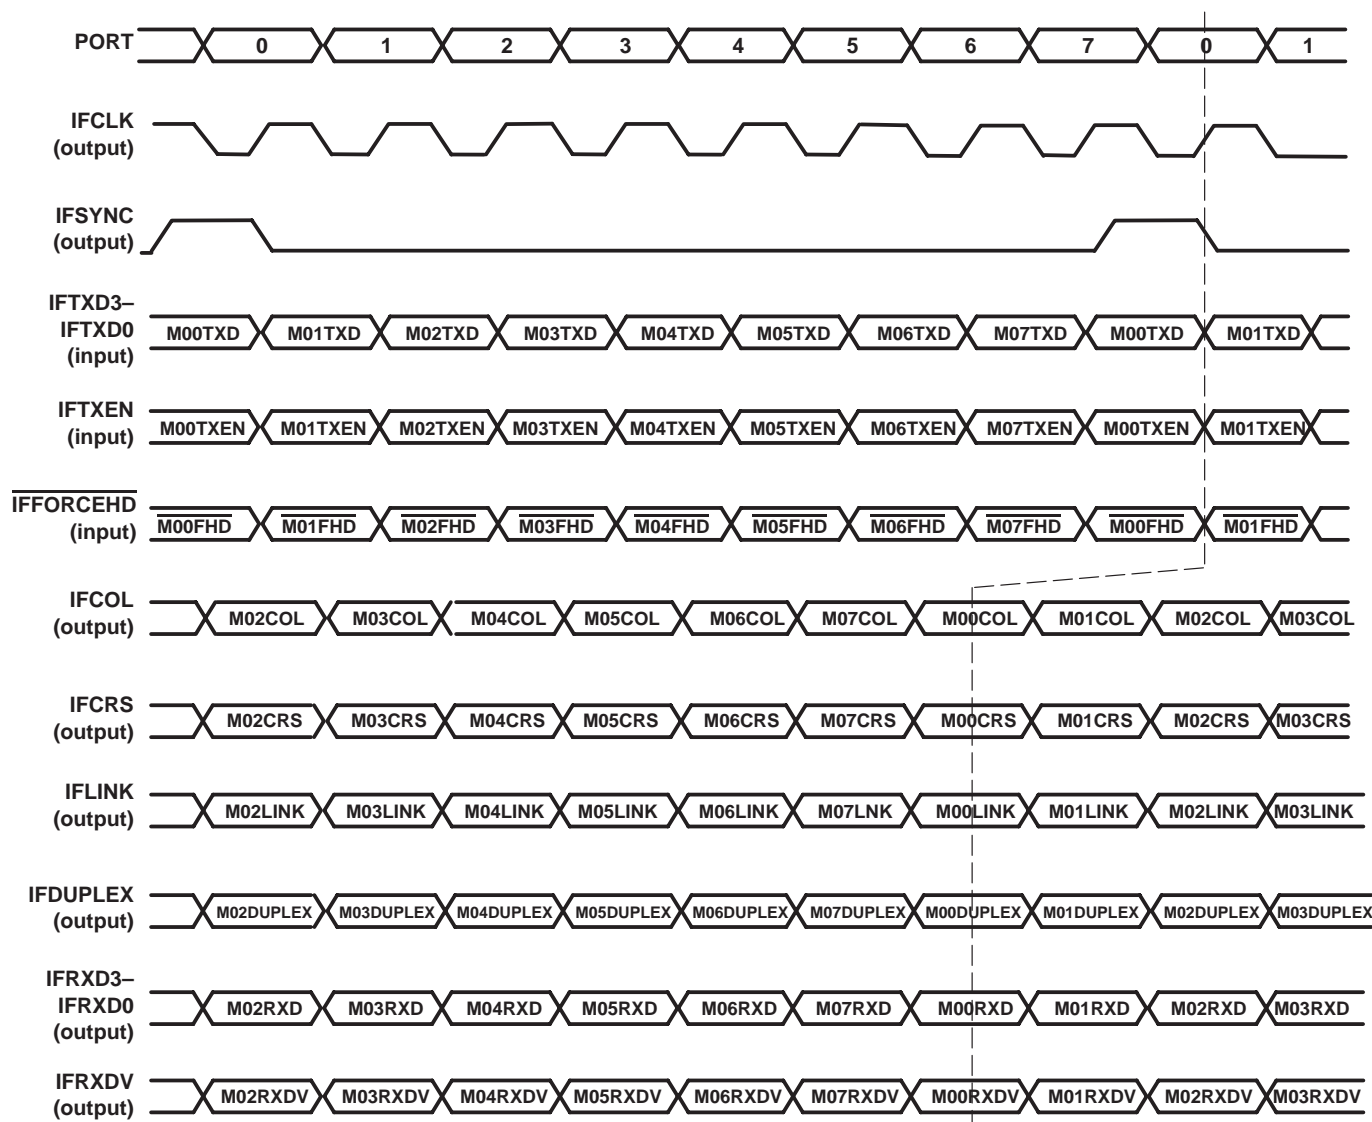 PORT 0 1 2 3 4 5 6 7 0 1
IFCLK
(output)
IFSYNC
(output)
IFTXD3–
IFTXD0
(input)
M00TXD M01TXD M02TXD M03TXD M04TXD M05TXD M06TXD M07TXD M00TXD M01TXD
IFTXEN
(input)
M00TXEN M01TXEN M02TXEN M03TXEN M04TXEN M05TXEN M06TXEN M07TXEN M00TXEN M01TXEN
IFFORCEHD
(input)
M00FHD M01FHD M02FHD M03FHD M04FHD M05FHD M06FHD M07FHD M00FHD M01FHD
IFCOL
(output)
M02COL M03COL M04COL M05COL M06COL M07COL M00COL M01COL M02COL M03COL
IFCRS
(output)
M02CRS M03CRS M04CRS M05CRS M06CRS M07CRS M00CRS M01CRS M02CRS M03CRS
IFLINK
(output)
M02LINK M03LINK M04LINK M05LINK M06LINK M07LNK M00LINK M01LINK M02LINK M03LINK
IFDUPLEX
(output)
M02DUPLEX M03DUPLEX M04DUPLEX M05DUPLEX M06DUPLEX M07DUPLEX M00DUPLEX M01DUPLEX M02DUPLEX M03DUPLEX
IFRXD3–
IFRXD0
(output)
M02RXD M03RXD M04RXD M05RXD M06RXD M07RXD M00RXD M01RXD M02RXD M03RXD
IFRXDV
(output)
M02RXDV M03RXDV M04RXDV M05RXDV M06RXDV M07RXDV M00RXDV M01RXDV M02RXDV M03RXDV